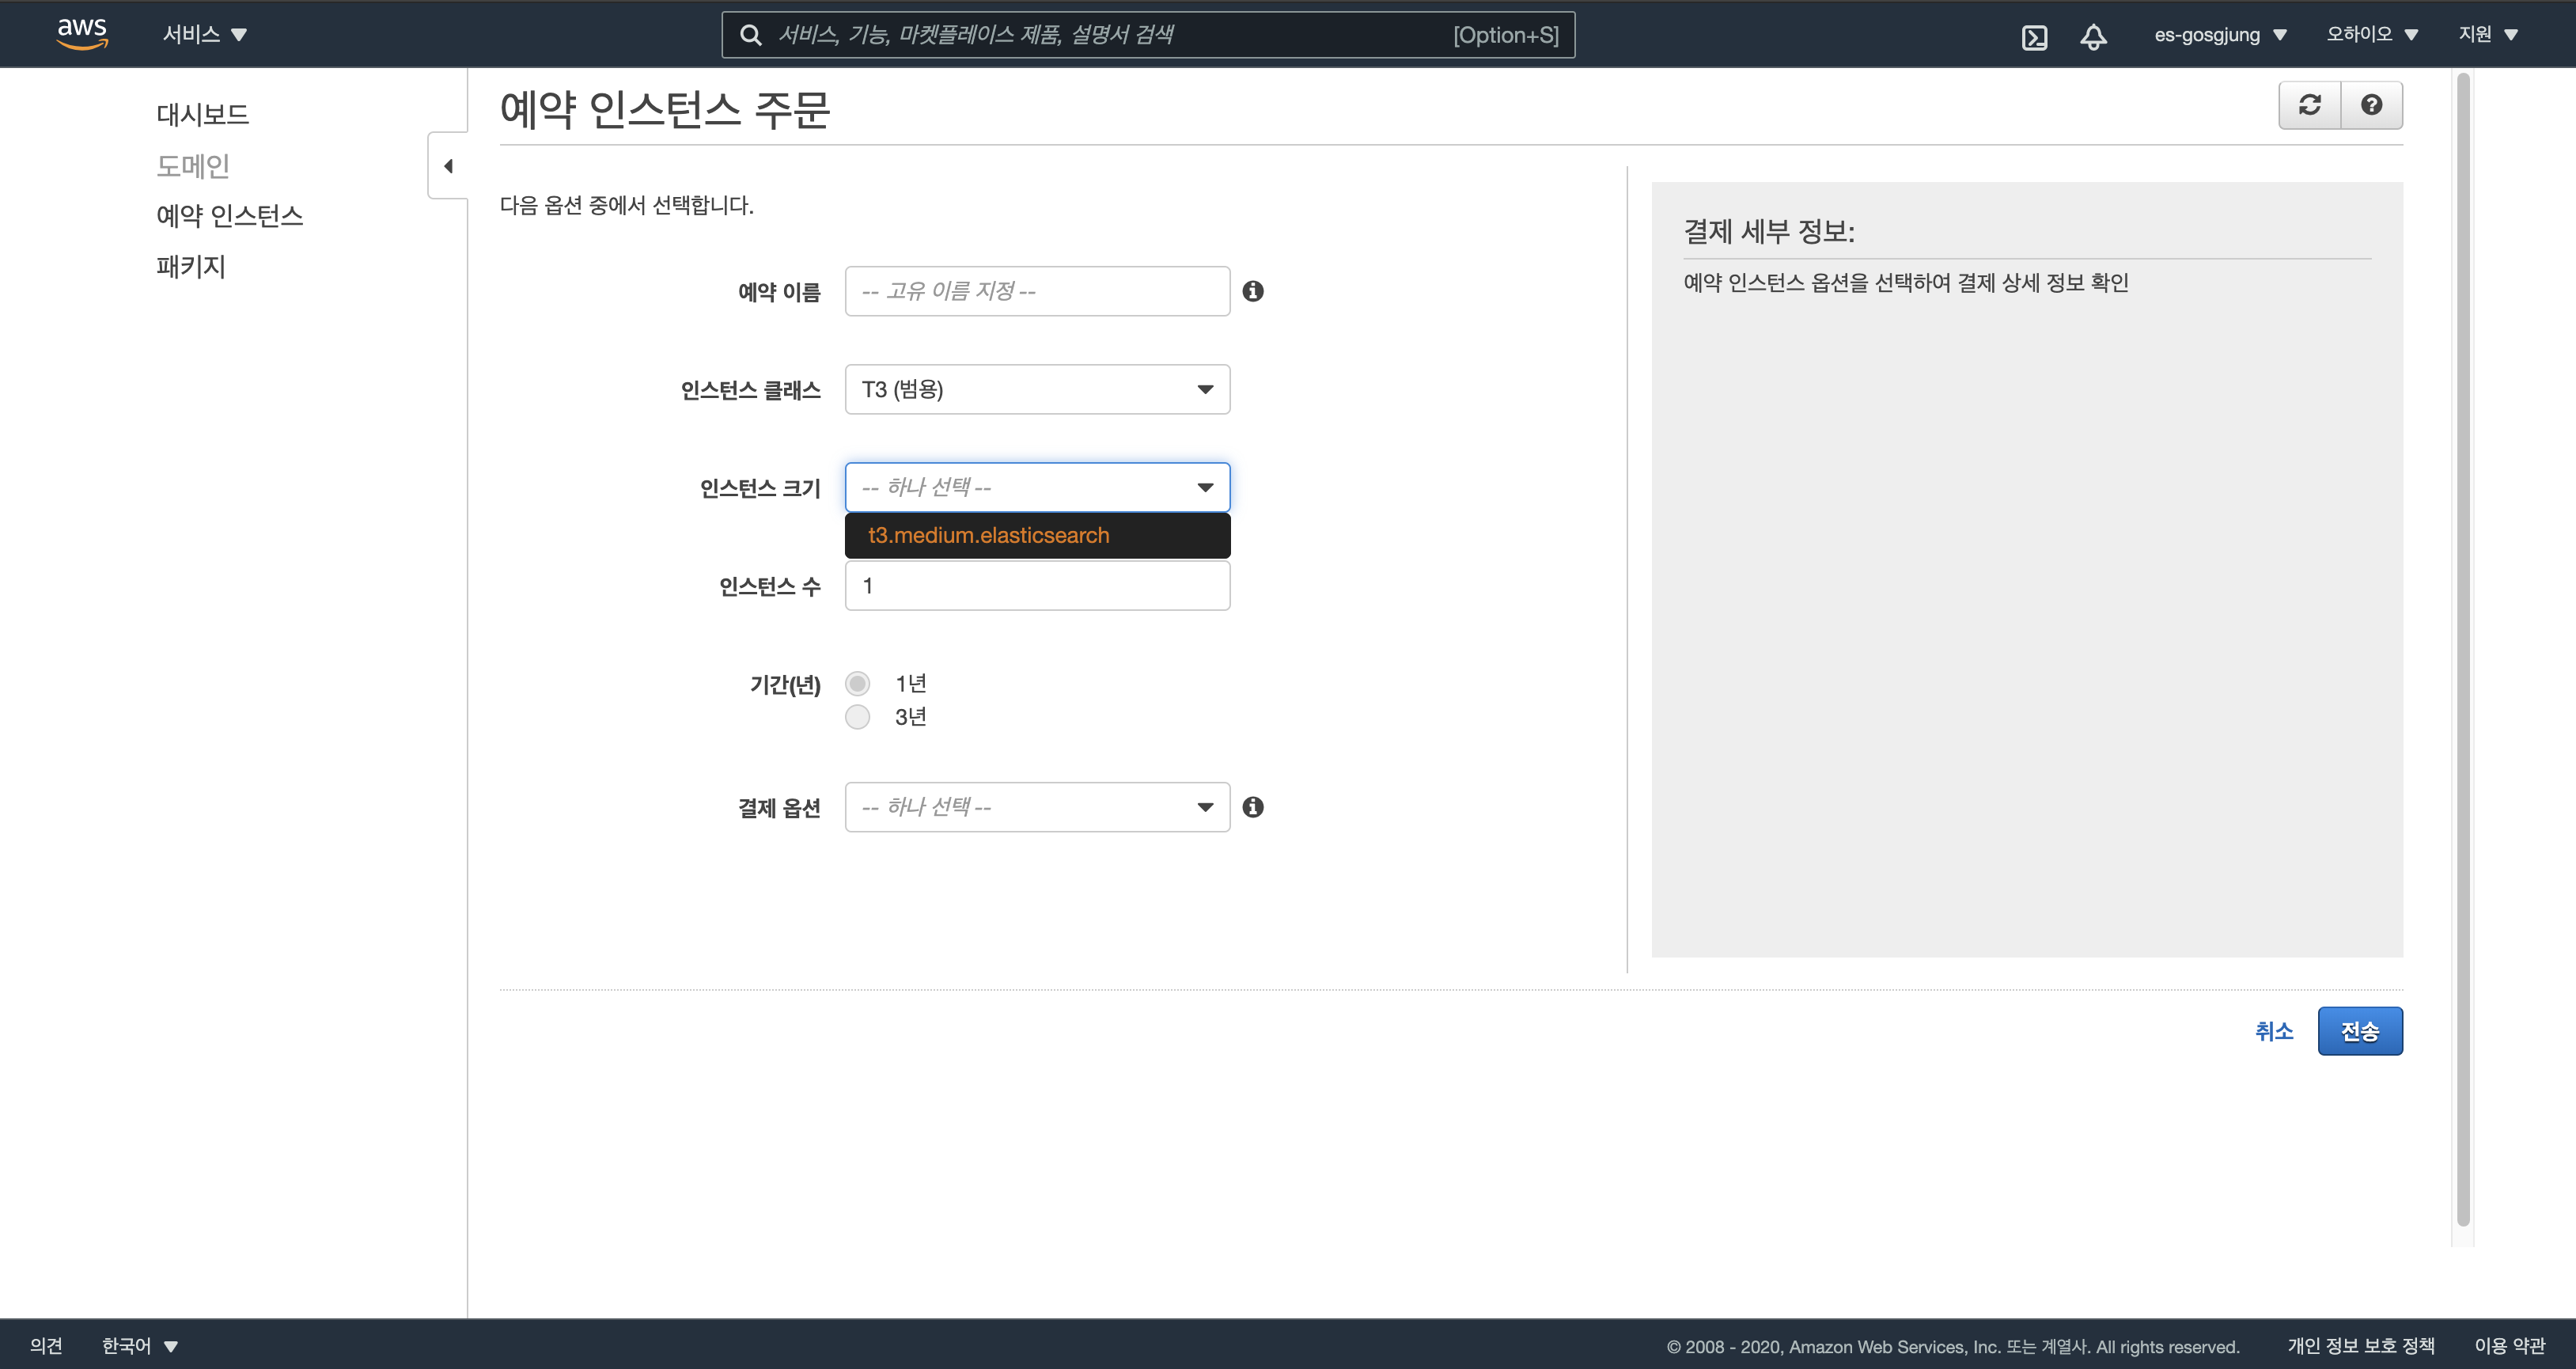 aws
서비스
서비스, 기능, 마켓플레이스 제품, 설명서 검색 [Option+S]
es-gosgjung
오하이오
지원
대시보드
도메인
예약 인스턴스
패키지
예약 인스턴스 주문
다음 옵션 중에서 선택합니다.
예약 이름 -- 고유 이름 지정 --
인스턴스 클래스 T3 (범용)
인스턴스 크기 -- 하나 선택 --
t3.medium.elasticsearch
인스턴스 수 1
기간(년) 1년
3년
결제 옵션 -- 하나 선택 --
결제 세부 정보:
예약 인스턴스 옵션을 선택하여 결제 상세 정보 확인
취소 전송
의견 한국어 © 2008 - 2020, Amazon Web Services, Inc. 또는 계열사. All rights reserved. 개인 정보 보호 정책 이용 약관